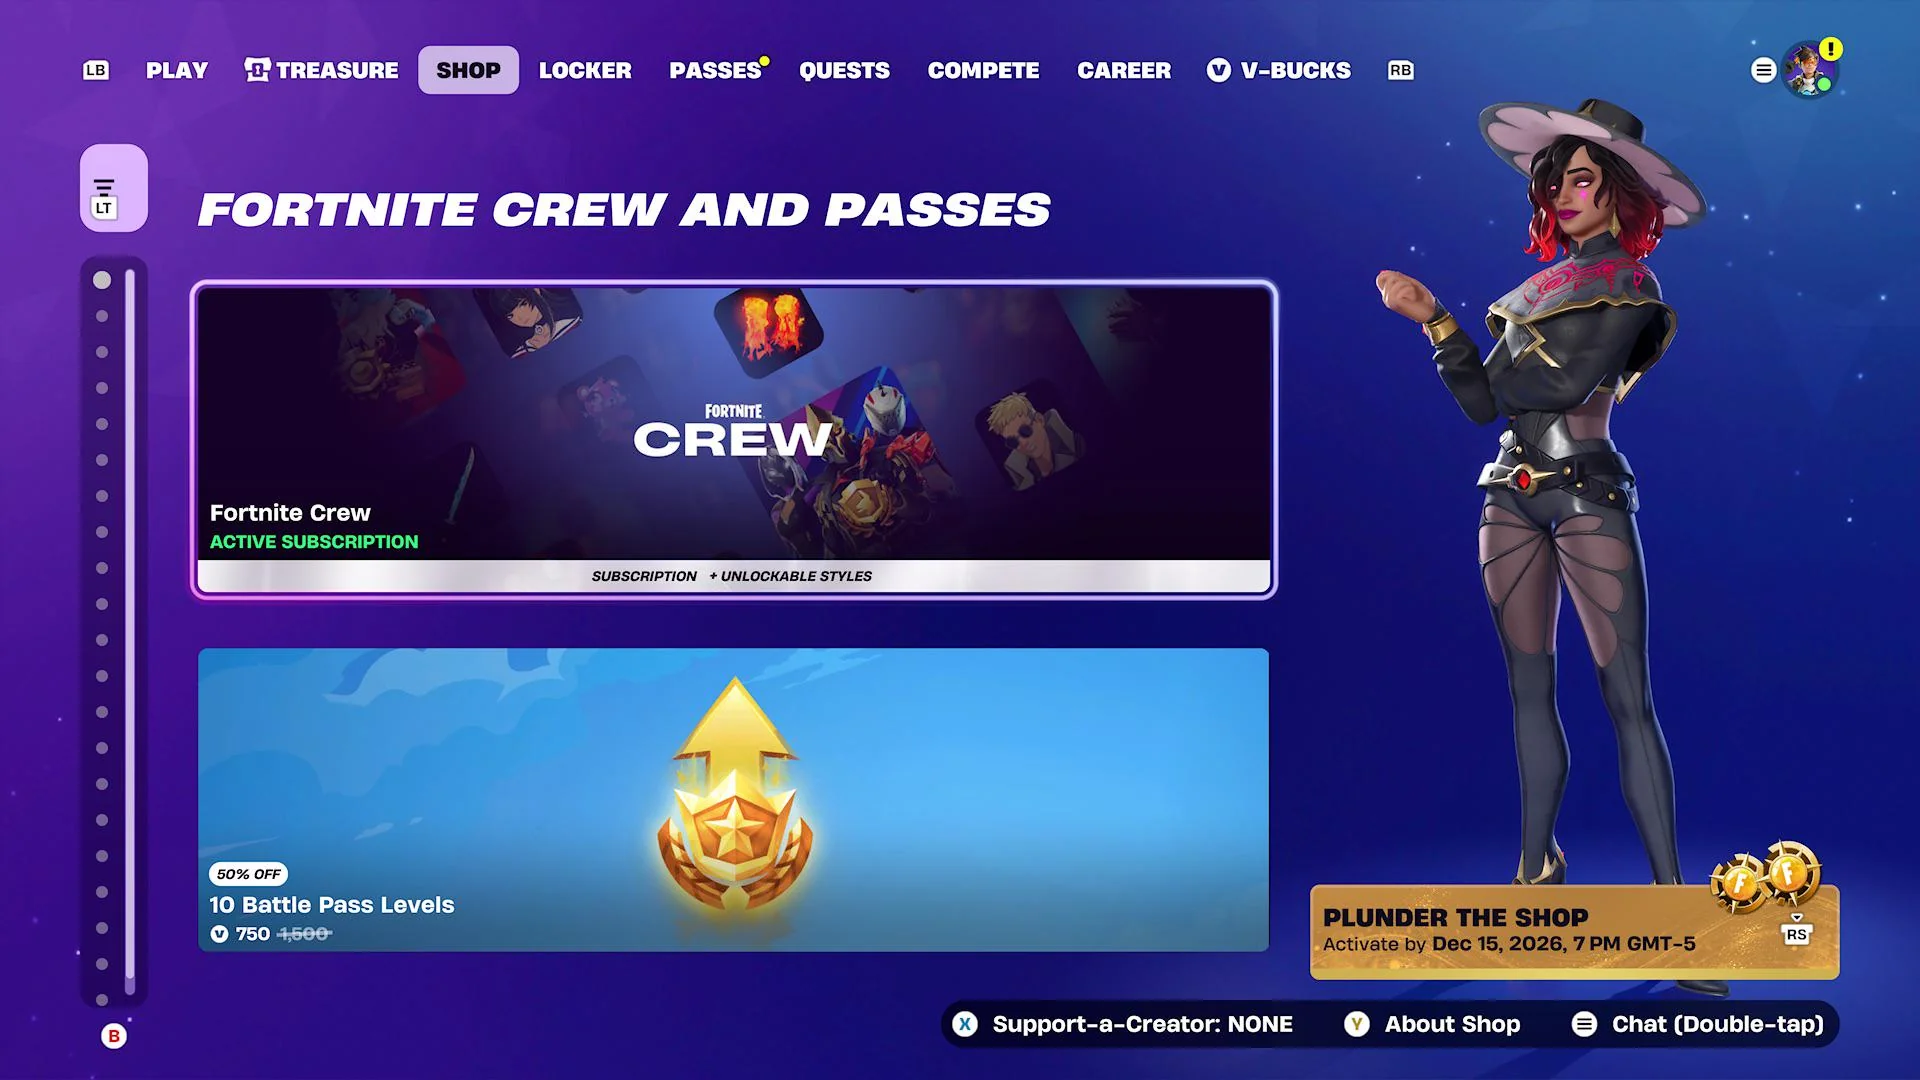 LB PLAY TREASURE SHOP LOCKER PASSES QUESTS COMPETE CAREER V-BUCKS RB
LT
FORTNITE CREW AND PASSES
FORTNITE
CREW
Fortnite Crew
ACTIVE SUBSCRIPTION
SUBSCRIPTION + UNLOCKABLE STYLES
50% OFF
10 Battle Pass Levels
750 1,500
PLUNDER THE SHOP
Activate by Dec 15, 2026, 7 PM GMT-5
RS
B
X Support-a-Creator: NONE Y About Shop Chat (Double-tap)